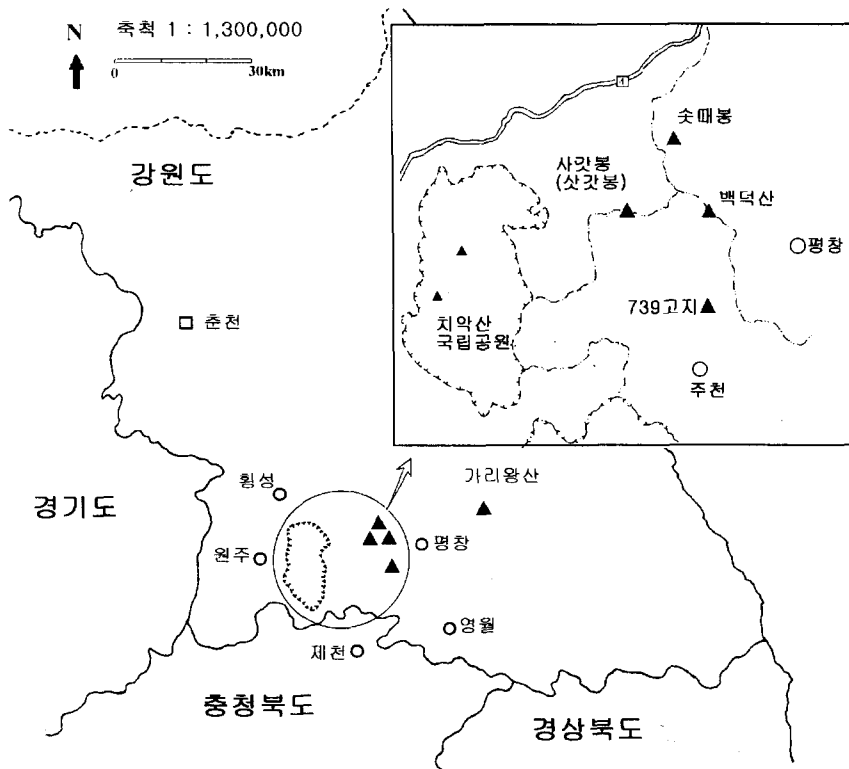 N
축척 1 : 1,300,000
0
30km
강원도
4
솟때봉
사갓봉
(삿갓봉)
백덕산
평창
739고지
치악산
국립공원
주천
춘천
횡성
가리왕산
경기도
원주
평창
영월
제천
충청북도
경상북도